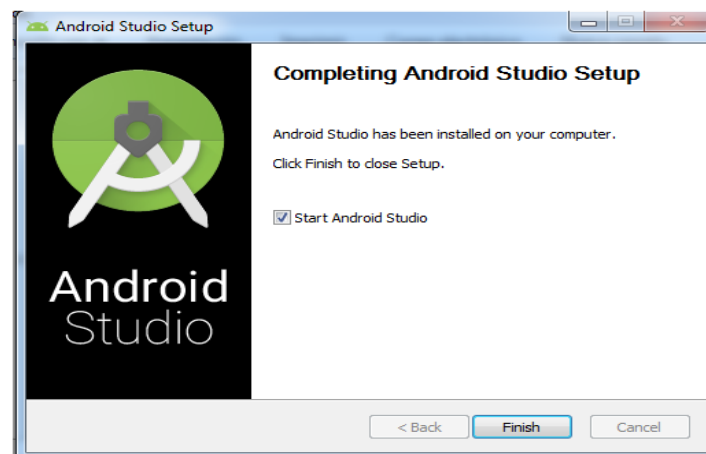 Android Studio Setup
Completing Android Studio Setup
Android Studio has been installed on your computer.
Click Finish to close Setup.
Start Android Studio
Android
Studio
< Back
Finish
Cancel